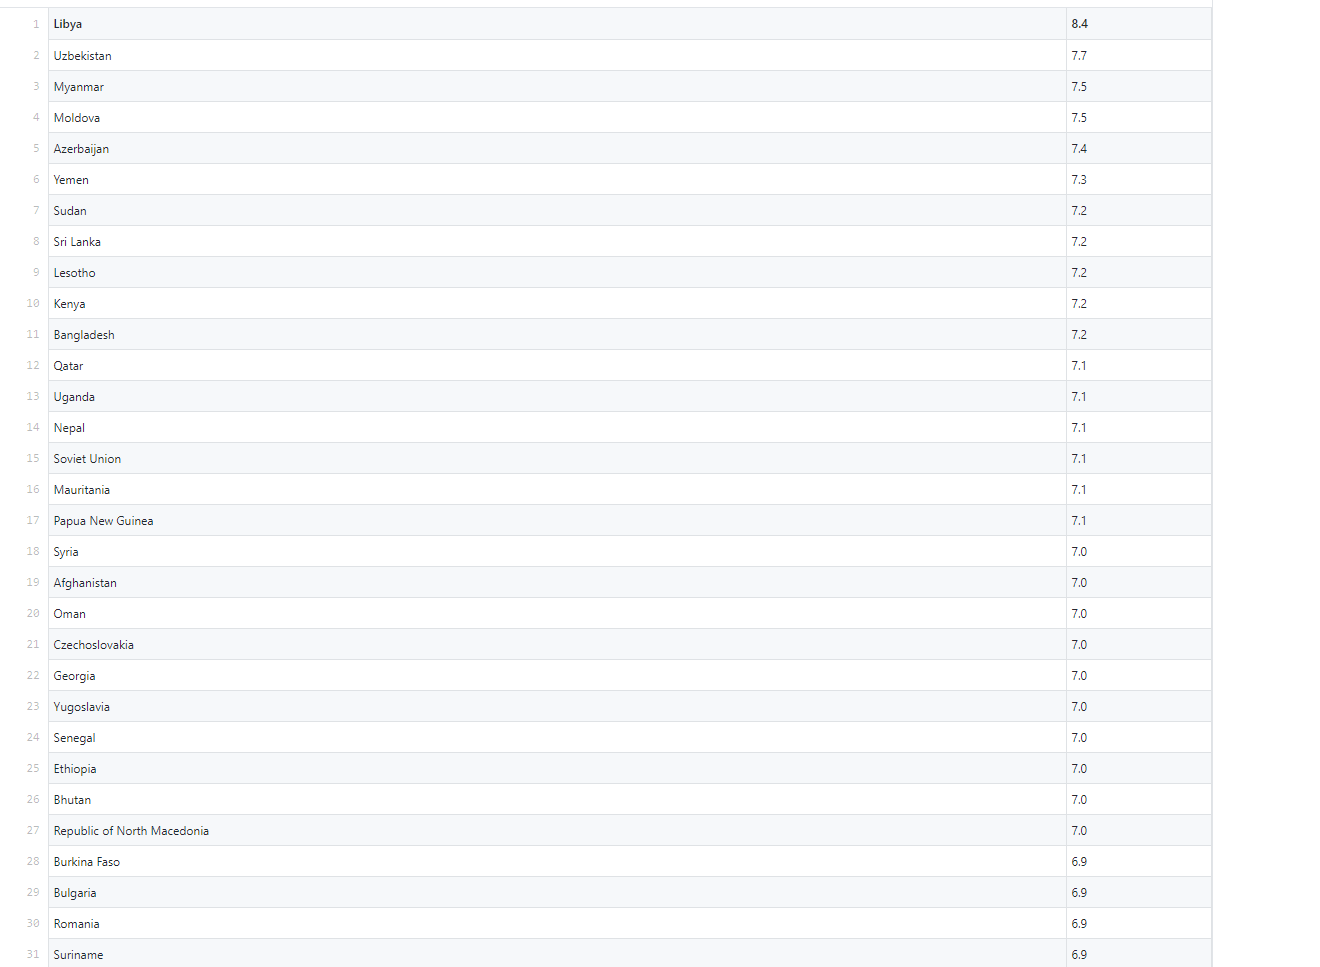 1 Libya 8.4
2 Uzbekistan 7.7
3 Myanmar 7.5
4 Moldova 7.5
5 Azerbaijan 7.4
6 Yemen 7.3
7 Sudan 7.2
8 Sri Lanka 7.2
9 Lesotho 7.2
10 Kenya 7.2
11 Bangladesh 7.2
12 Qatar 7.1
13 Uganda 7.1
14 Nepal 7.1
15 Soviet Union 7.1
16 Mauritania 7.1
17 Papua New Guinea 7.1
18 Syria 7.0
19 Afghanistan 7.0
20 Oman 7.0
21 Czechoslovakia 7.0
22 Georgia 7.0
23 Yugoslavia 7.0
24 Senegal 7.0
25 Ethiopia 7.0
26 Bhutan 7.0
27 Republic of North Macedonia 7.0
28 Burkina Faso 6.9
29 Bulgaria 6.9
30 Romania 6.9
31 Suriname 6.9